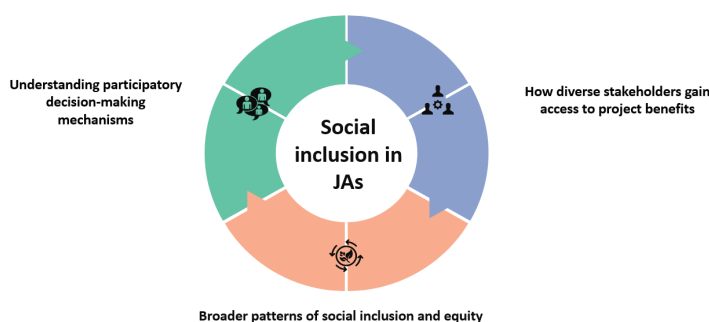 Understanding participatory
decision-making
mechanisms
Social
inclusion in
JAs
How diverse stakeholders gain
access to project benefits
Broader patterns of social inclusion and equity